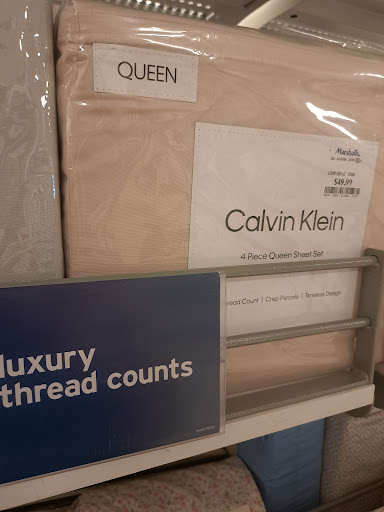 QUEEN
Marshalls.
$49.99
Calvin Klein
4 Piece Queen Sheet Set
read Count | Crisp Percale | Timeless Design
luxury
thread counts